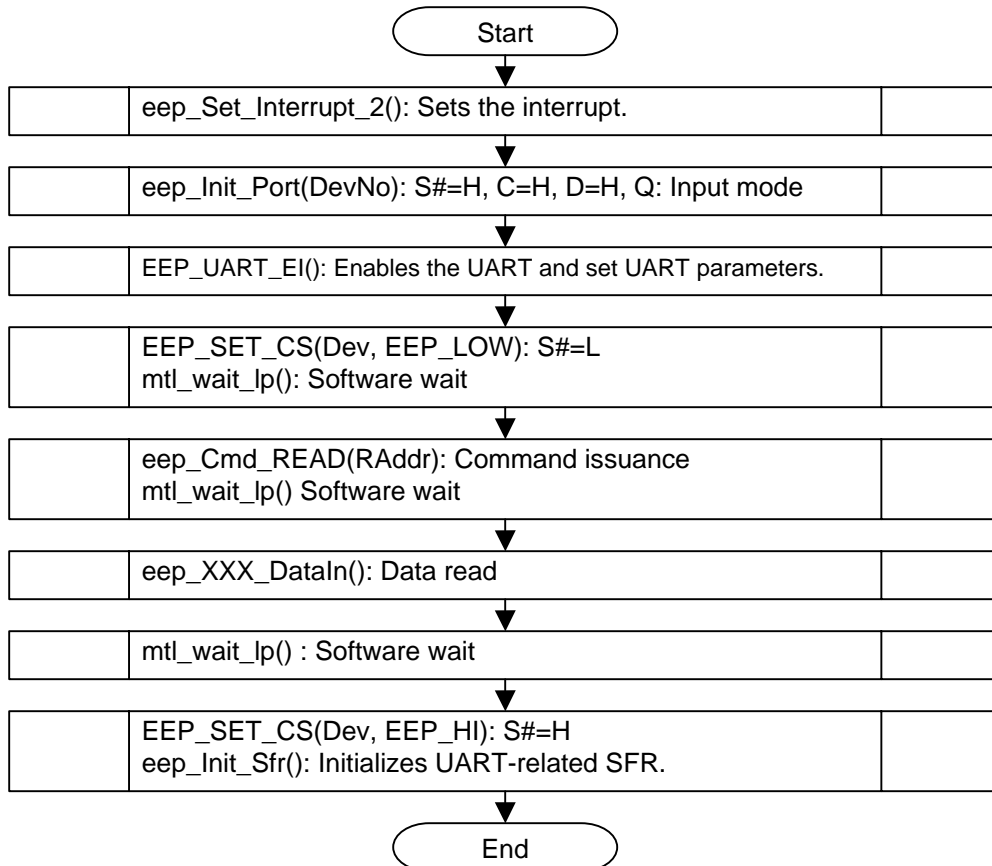 Start
eep_Set_Interrupt_2(): Sets the interrupt.
eep_Init_Port(DevNo): S#=H, C=H, D=H, Q: Input mode
EEP_UART_EI(): Enables the UART and set UART parameters.
EEP_SET_CS(Dev, EEP_LOW): S#=L
mtl_wait_lp(): Software wait
eep_Cmd_READ(RAddr): Command issuance
mtl_wait_lp() Software wait
eep_XXX_DataIn(): Data read
mtl_wait_lp() : Software wait
EEP_SET_CS(Dev, EEP_HI): S#=H
eep_Init_Sfr(): Initializes UART-related SFR.
End